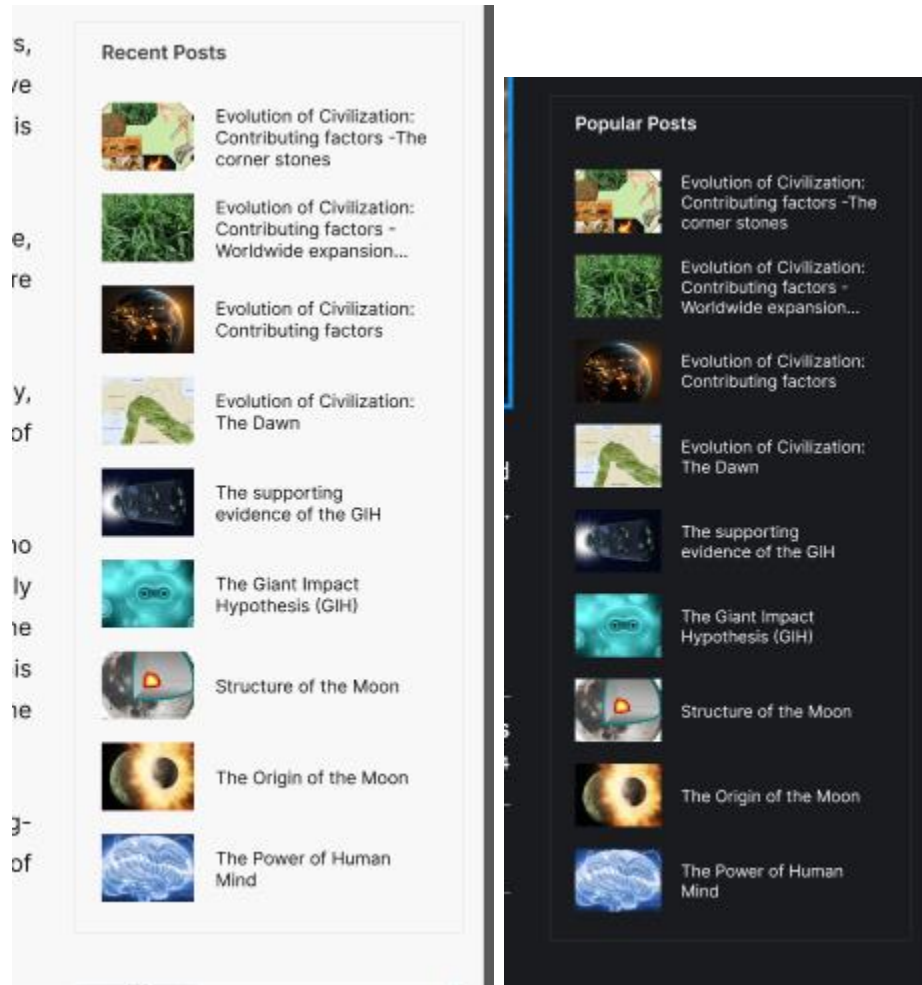 Recent Posts
Evolution of Civilization:
Contributing factors -The
corner stones
Evolution of Civilization:
Contributing factors -
Worldwide expansion...
Evolution of Civilization:
Contributing factors
Evolution of Civilization:
The Dawn
The supporting
evidence of the GIH
The Giant Impact
Hypothesis (GIH)
Structure of the Moon
The Origin of the Moon
The Power of Human
Mind
Popular Posts
Evolution of Civilization:
Contributing factors -The
corner stones
Evolution of Civilization:
Contributing factors -
Worldwide expansion...
Evolution of Civilization:
Contributing factors
Evolution of Civilization:
The Dawn
The supporting
evidence of the GIH
The Giant Impact
Hypothesis (GIH)
Structure of the Moon
The Origin of the Moon
The Power of Human
Mind